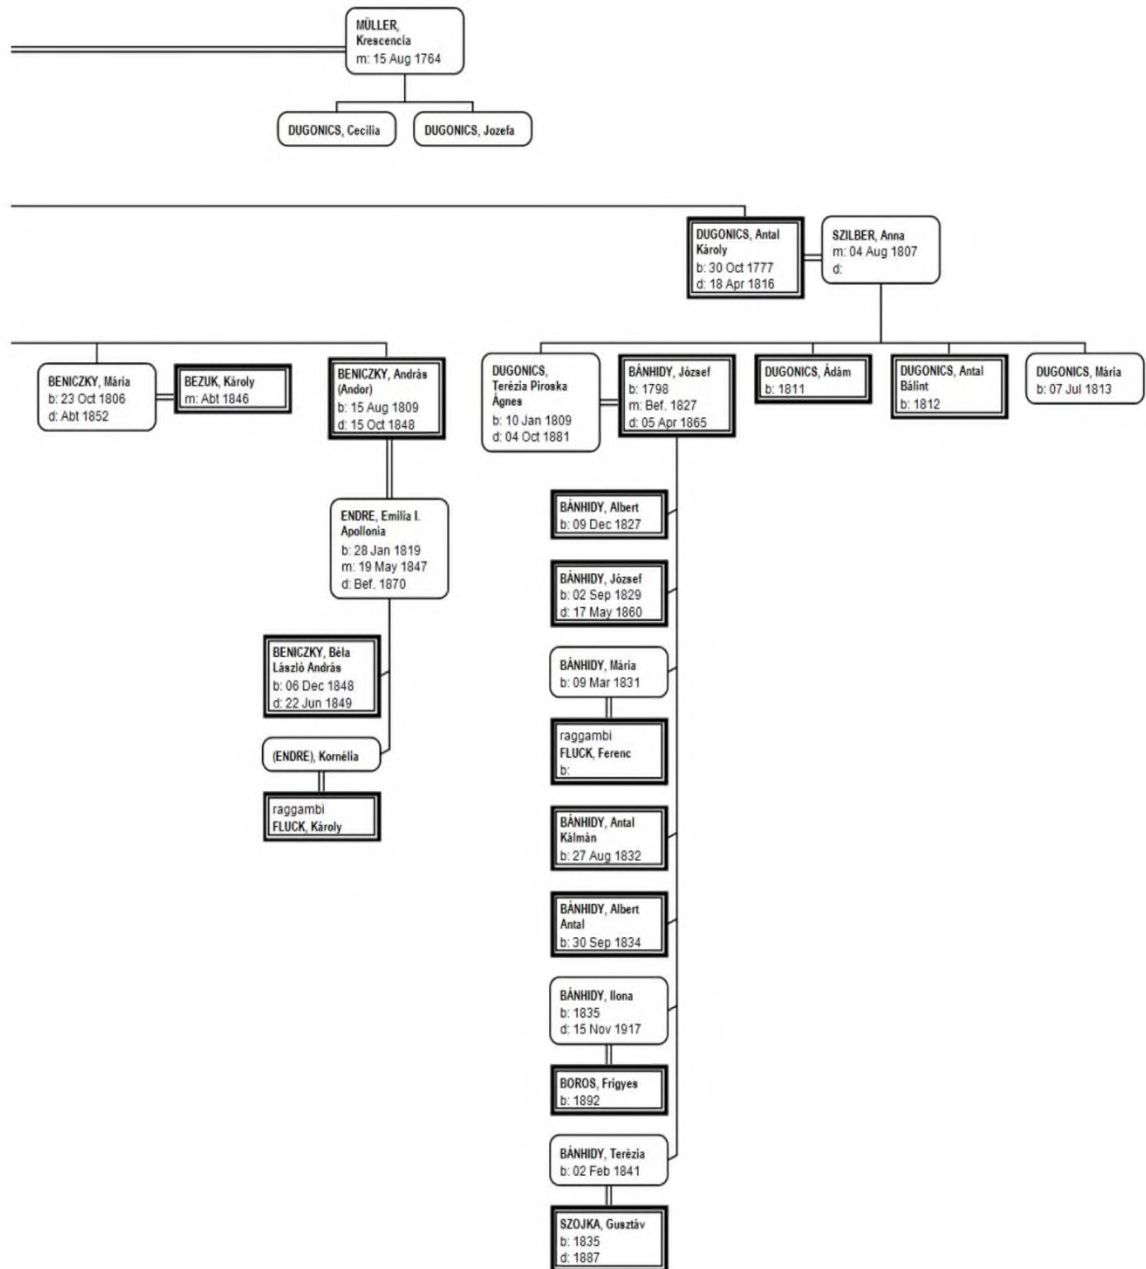 MÜLLER,
Krescencia
m: 15 Aug 1764
DUGONICS, Cecilia
DUGONICS, Jozefa
DUGONICS, Antal
Károly
b: 30 Oct 1777
d: 18 Apr 1816
SZILBER, Anna
m: 04 Aug 1807
d:
BENICZKY, Mária
b: 23 Oct 1806
d: Abt 1852
BEZUK, Károly
m: Abt 1846
BENICZKY, András
(Andor)
b: 15 Aug 1809
d: 15 Oct 1848
DUGONICS,
Terézia Piroska
Ágnes
b: 10 Jan 1809
d: 04 Oct 1881
BÁNHIDY, József
b: 1798
m: Bef. 1827
d: 05 Apr 1865
DUGONICS, Ádám
b: 1811
DUGONICS, Antal
Bálint
b: 1812
DUGONICS, Mária
b: 07 Jul 1813
ENDRE, Emilia I.
Apollonia
b: 28 Jan 1819
m: 19 May 1847
d: Bef. 1870
BENICZKY, Béla
László András
b: 06 Dec 1848
d: 22 Jun 1849
(ENDRE), Kornélia
raggambi
FLUCK, Károly
BÁNHIDY, Albert
b: 09 Dec 1827
BÁNHIDY, József
b: 02 Sep 1829
d: 17 May 1860
BÁNHIDY, Mária
b: 09 Mar 1831
raggambi
FLUCK, Ferenc
b:
BÁNHIDY, Antal
Kálmán
b: 27 Aug 1832
BÁNHIDY, Albert
Antal
b: 30 Sep 1834
BÁNHIDY, Ilona
b: 1835
d: 15 Nov 1917
BOROS, Frigyes
b: 1892
BÁNHIDY, Terézia
b: 02 Feb 1841
SZOJKA, Gusztáv
b: 1835
d: 1887